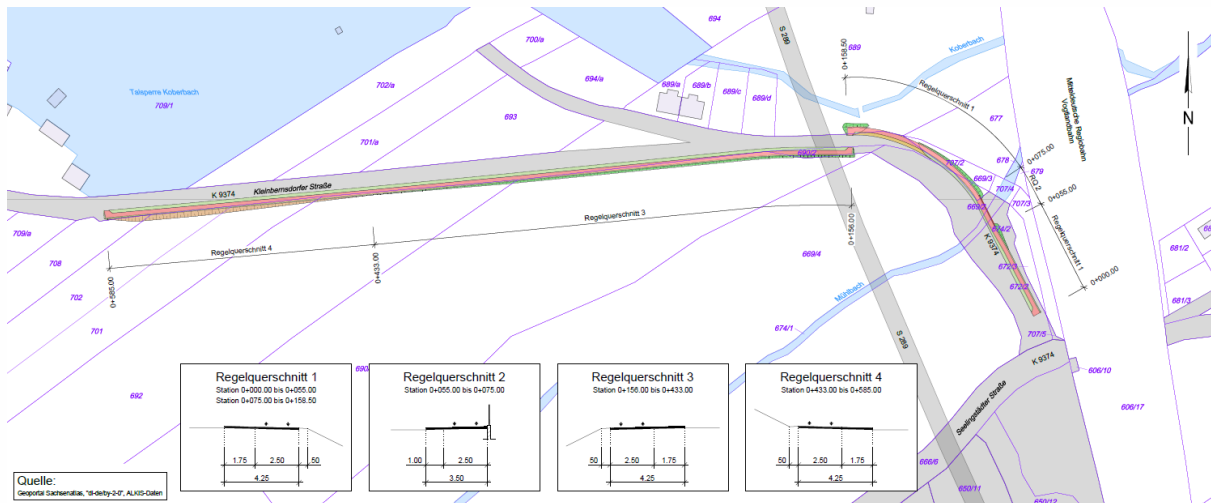 694
700/a
S 289
0+158.50
689
Koberbach
702/a
694/a
Talsperre Koberbach
709/1
689/a
689/b
689/c
689/d
Regelquerschnitt 1
Mitteldeutsche Regiobahn
Vogtlandbahn
693
677
N
701/a
707/2
678
0+075.00
679
669/3
707/4
RQ 2
0+055.00
K 9374
Kleinbernsdorfer Straße
669/2
707/3
674/2
709/a
Regelquerschnitt 4
Regelquerschnitt 3
0+156.00
K 9374
Regelquerschnitt 1
681/2
708
0+433.00
669/4
672/3
0+000.00
702
0+585.00
Mühlbach
672/2
681/3
701
674/1
S 289
707/5
K 9374
692
606/10
606/17
Seelingstädter Straße
666/6
650/11
650/12
Regelquerschnitt 1
Station 0+000.00 bis 0+055.00
Station 0+075.00 bis 0+158.50
1.75 2.50 50
4.25
Regelquerschnitt 2
Station 0+055.00 bis 0+075.00
1.00 2.50
3.50
Regelquerschnitt 3
Station 0+156.00 bis 0+433.00
50 2.50 1.75
4.25
Regelquerschnitt 4
Station 0+433.00 bis 0+585.00
50 2.50 1.75
4.25
Quelle:
Geoportal Sachsenatlas, "dl-de/by-2-0", ALKIS-Daten